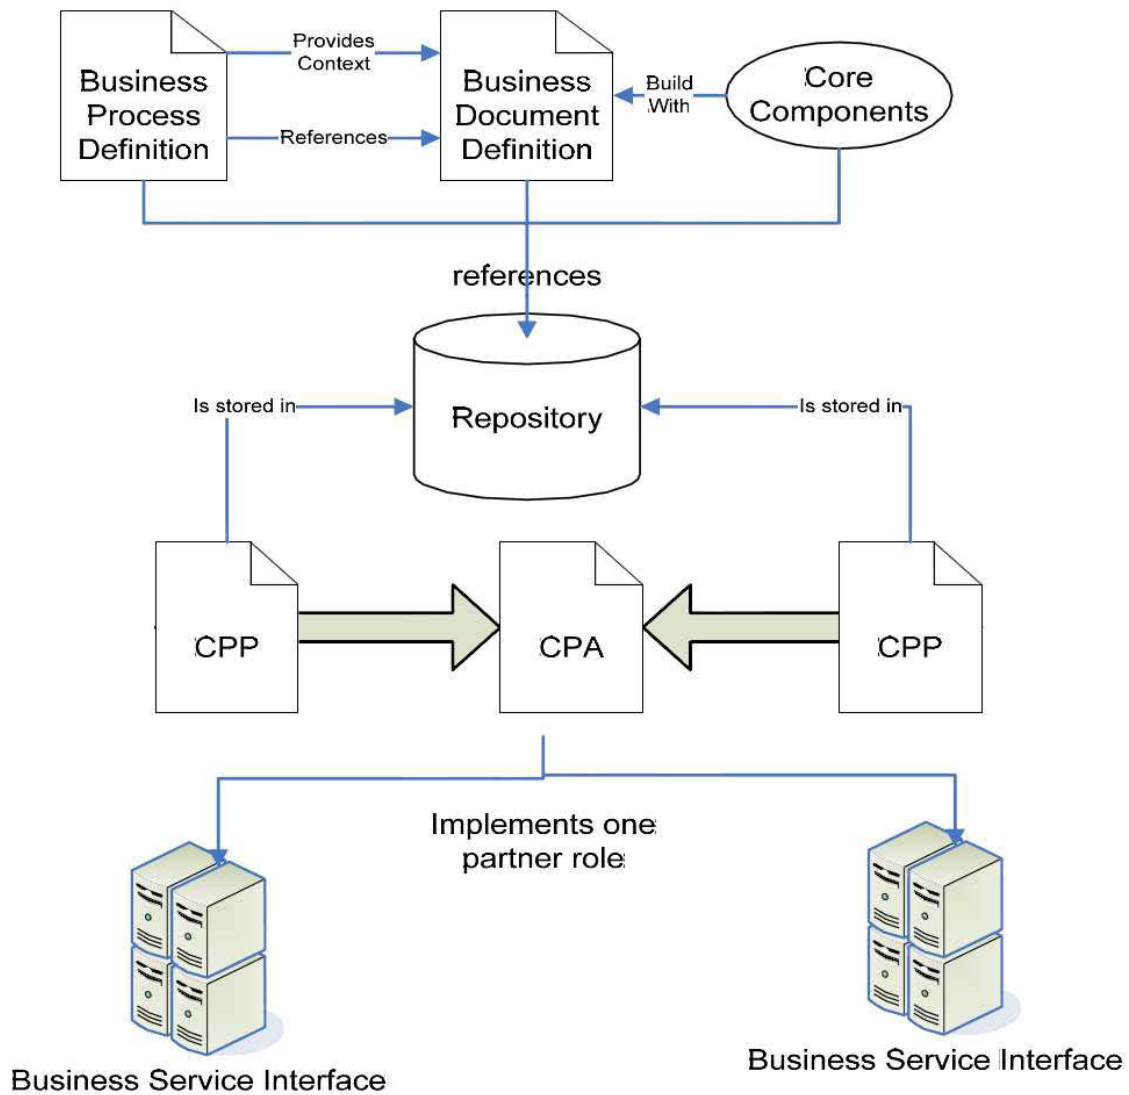 Business
Process
Definition
Provides
Context
References
Business
Document
Definition
Build
With
Core
Components
references
Is stored in
Repository
Is stored in
CPP
CPA
CPP
Implements one
partner role
Business Service Interface
Business Service Interface